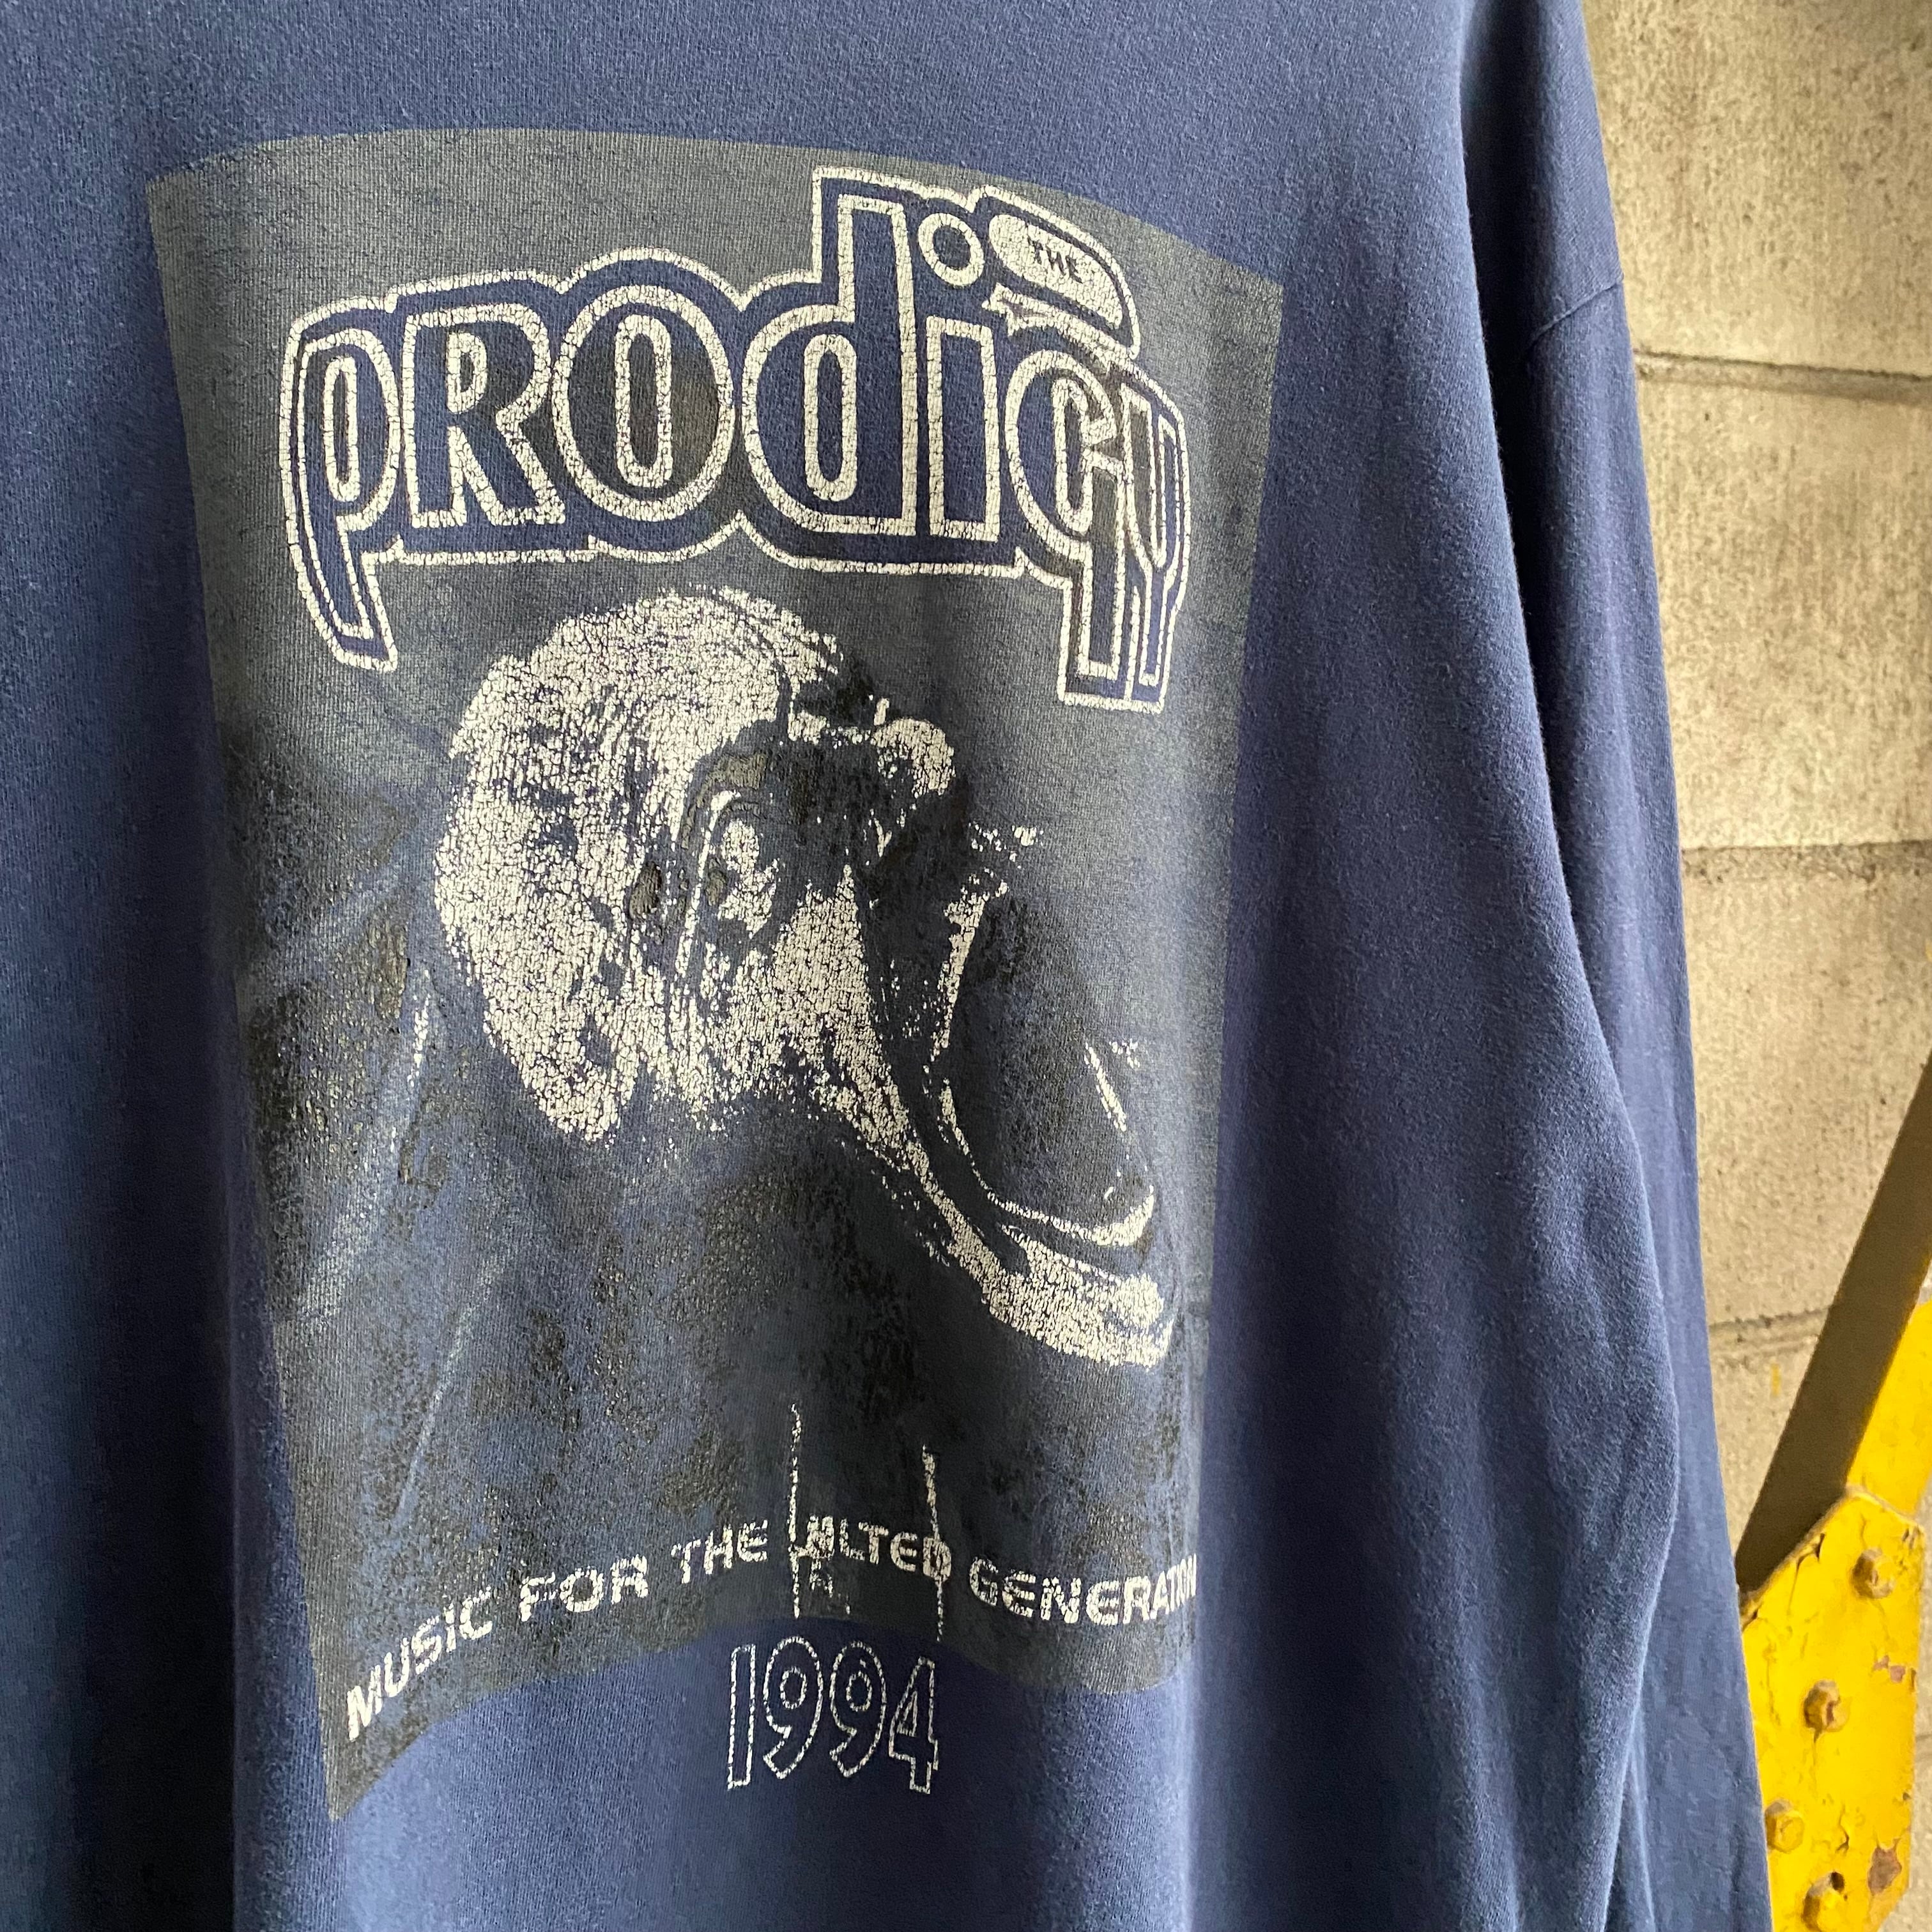 THE
PRODIGY
MUSIC FOR THE JILTED GENERATION
1994